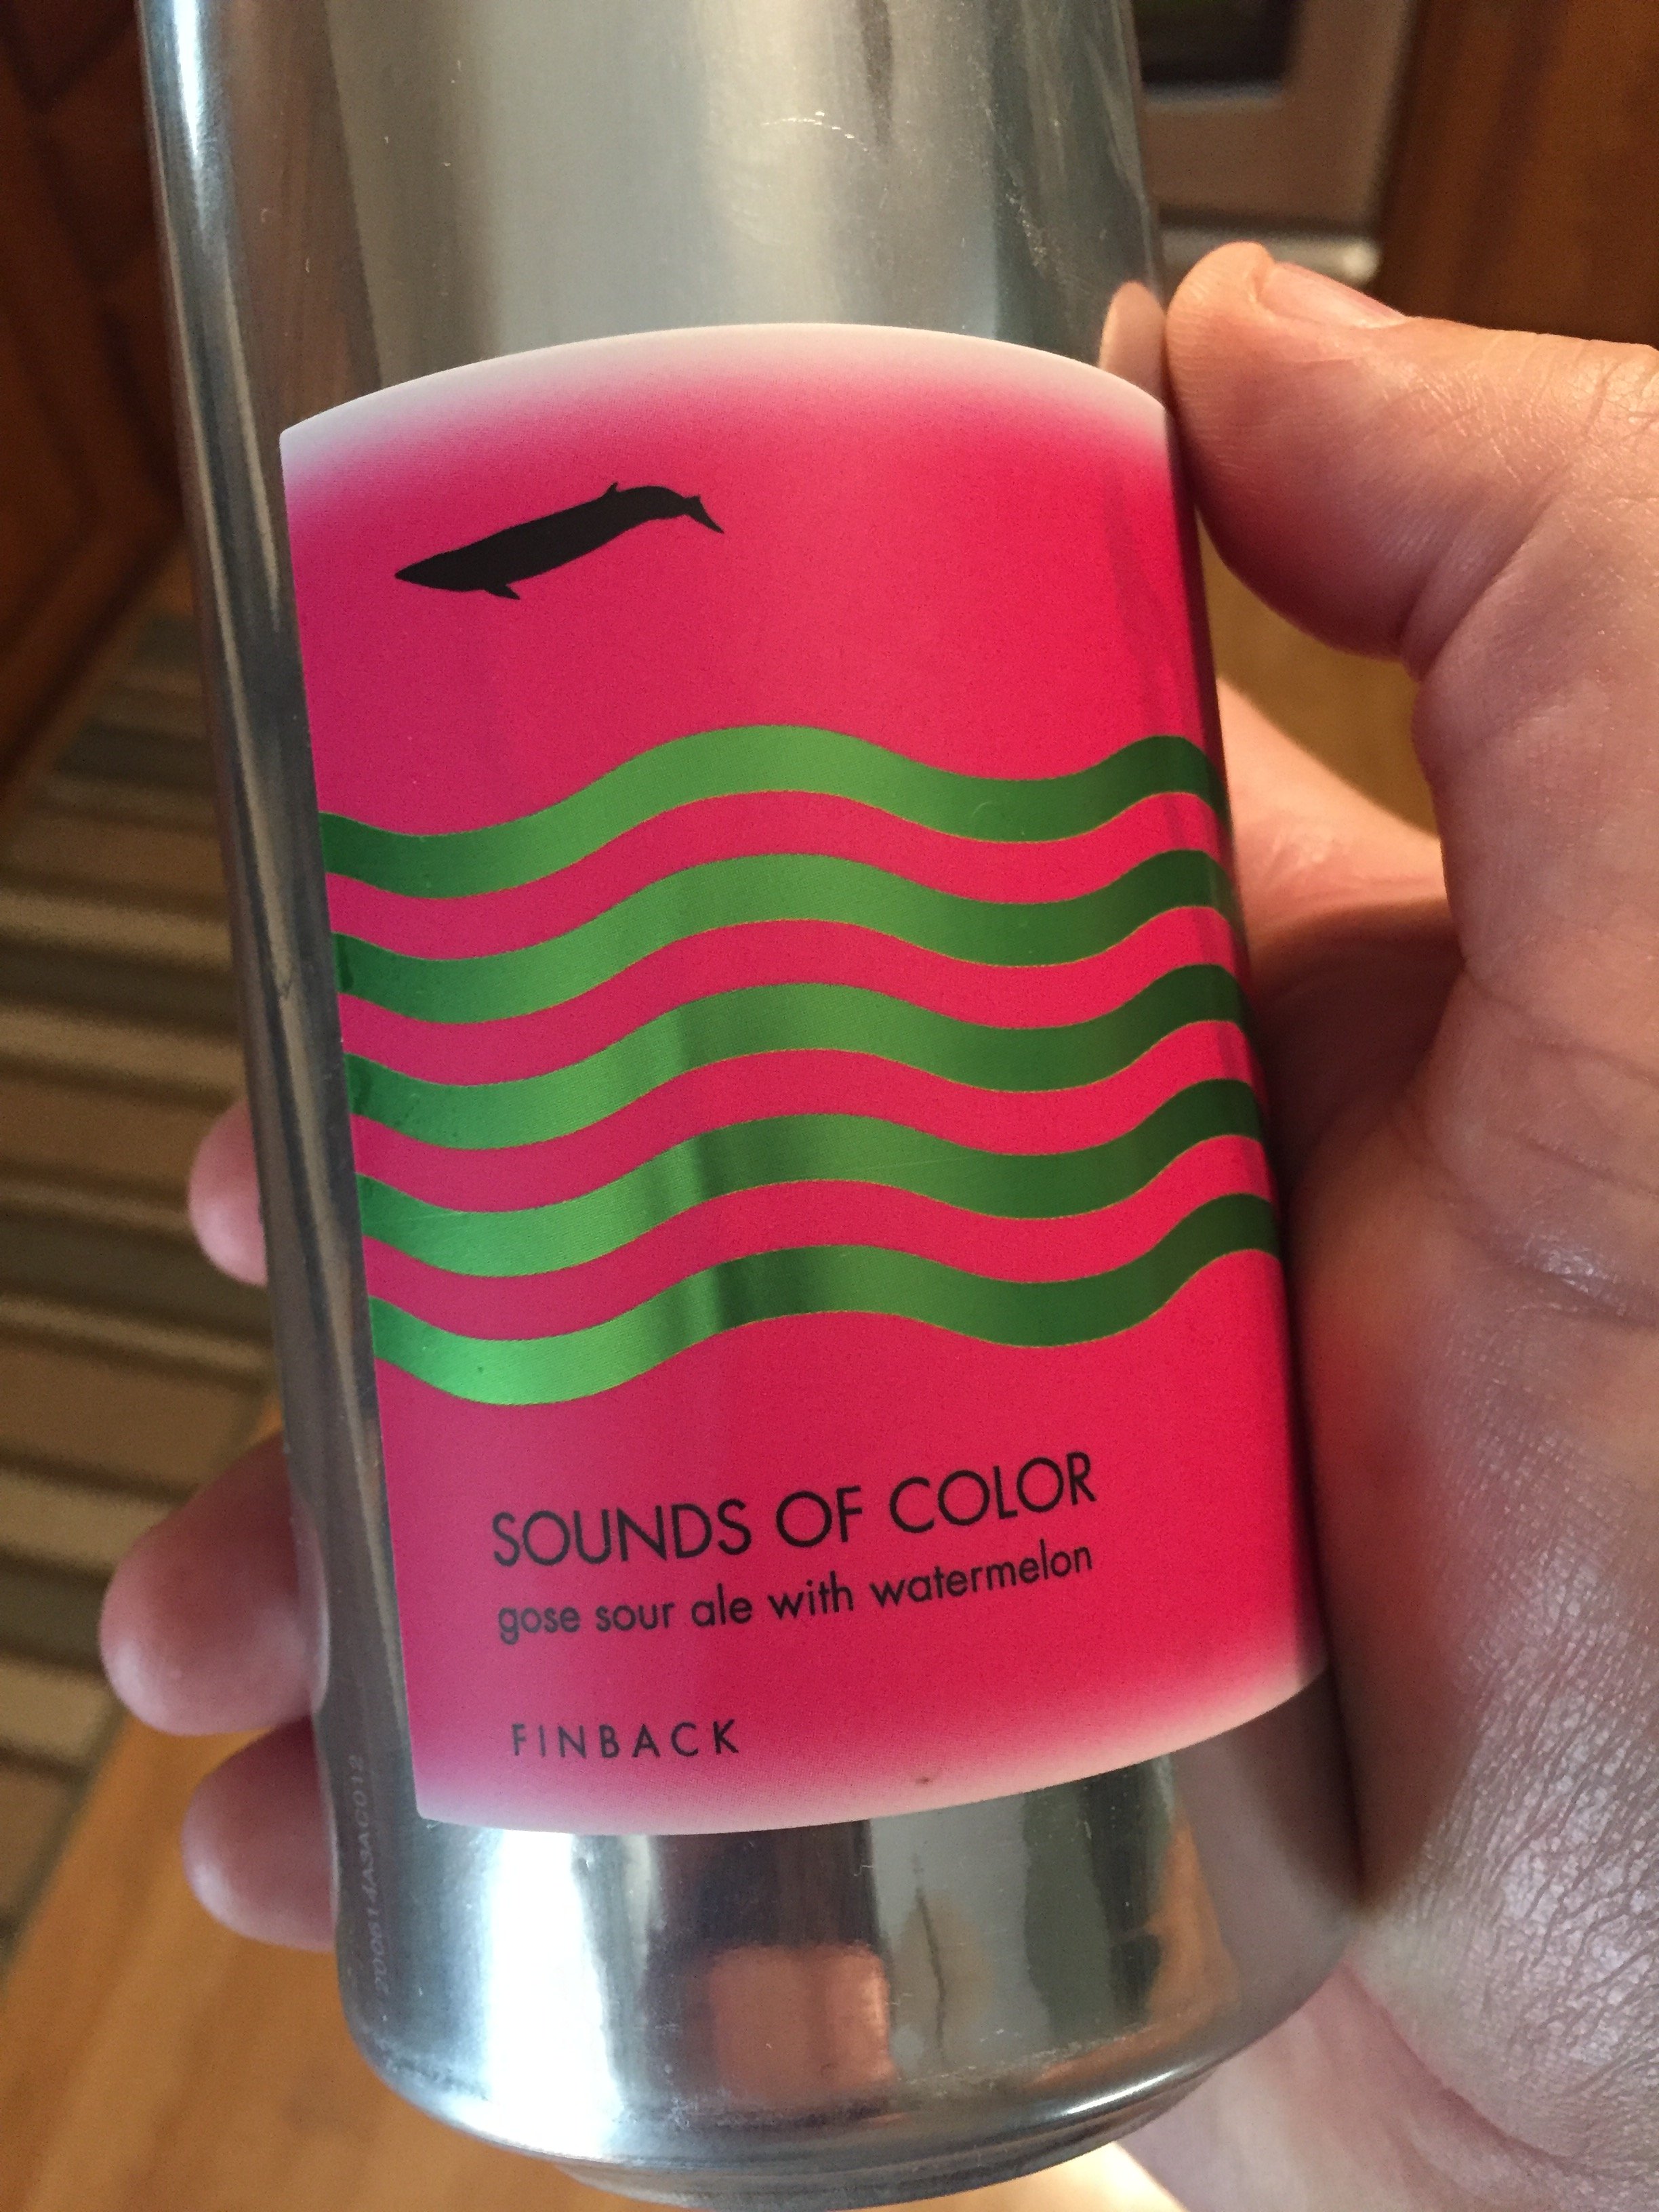 SOUNDS OF COLOR
gose sour ale with watermelon
FINBACK